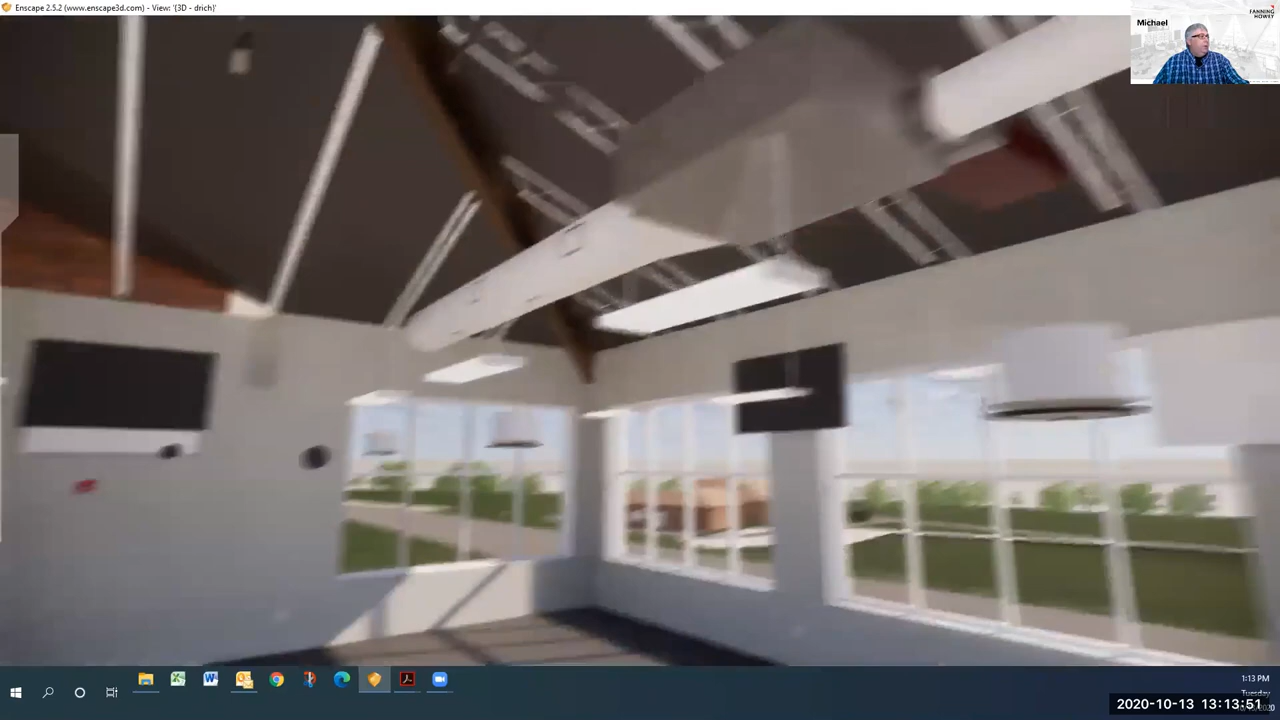 Enscape 2.5.2 (www.enscape3d.com) - View: '{3D - drich}'
Michael
FANNING
HOWEY
1:13 PM
Tuesday
2020-10-13 13:13:51